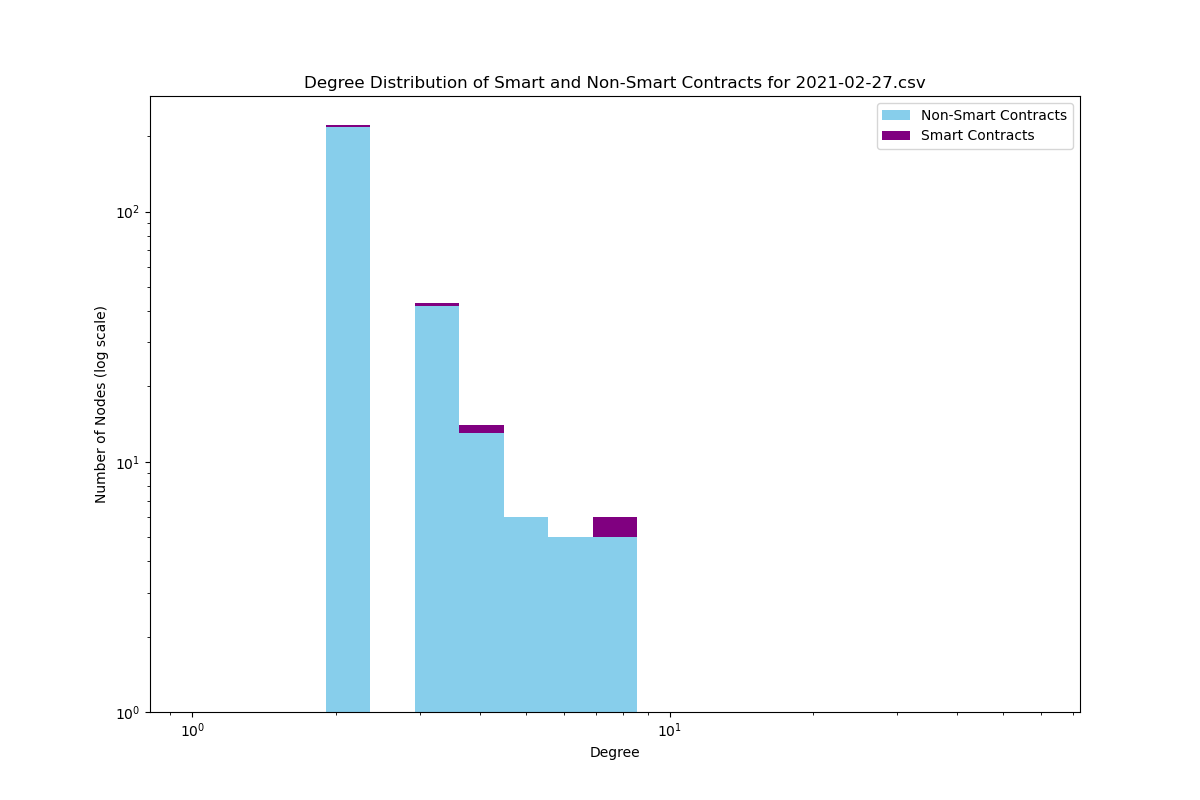 Degree Distribution of Smart and Non-Smart Contracts for 2021-02-27.csv
Non-Smart Contracts
Smart Contracts
Number of Nodes (log scale)
10²
10¹
10⁰
10⁰ 10¹
Degree